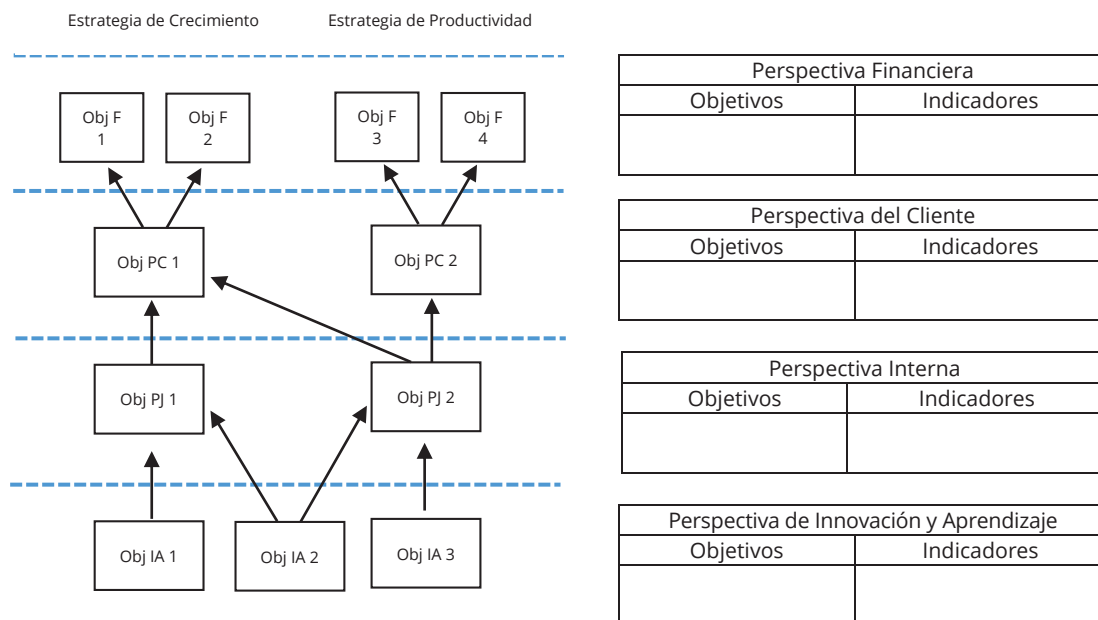 Estrategia de Crecimiento
Estrategia de Productividad
Obj F
1
Obj F
2
Obj F
3
Obj F
4
Obj PC 1
Obj PC 2
Obj PJ 1
Obj PJ 2
Obj IA 1
Obj IA 2
Obj IA 3
Perspectiva Financiera
Objetivos
Indicadores
Perspectiva del Cliente
Objetivos
Indicadores
Perspectiva Interna
Objetivos
Indicadores
Perspectiva de Innovación y Aprendizaje
Objetivos
Indicadores